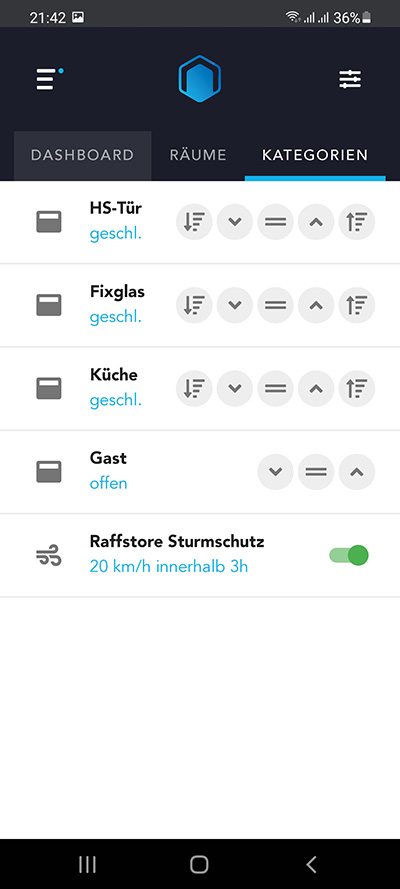 21:42 36%
DASHBOARD RÄUME KATEGORIEN
HS-Tür
geschl.
Fixglas
geschl.
Küche
geschl.
Gast
offen
Raffstore Sturmschutz
20 km/h innerhalb 3h